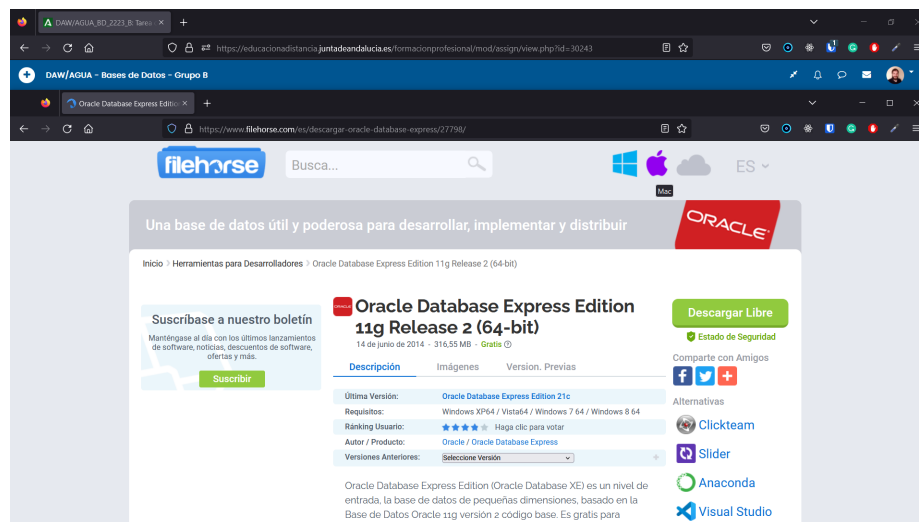 DAW/AGUA_BD_2223_B: Tarea
https://educacionadistancia.juntadeandalucia.es/formacionprofesional/mod/assign/view.php?id=30243
DAW/AGUA - Bases de Datos - Grupo B
Oracle Database Express Editio
https://www.filehorse.com/es/descargar-oracle-database-express/27798/
filehorse
Busca...
ES
Mac
Una base de datos útil y poderosa para desarrollar, implementar y distribuir
ORACLE
Inicio > Herramientas para Desarrolladores > Oracle Database Express Edition 11g Release 2 (64-bit)
Suscríbase a nuestro boletín
Manténgase al día con los últimos lanzamientos
de software, noticias, descuentos de software,
ofertas y más.
Suscribir
Oracle Database Express Edition
11g Release 2 (64-bit)
14 de junio de 2014 - 316,55 MB - Gratis
Descripción Imágenes Version. Previas
Última Versión: Oracle Database Express Edition 21c
Requisitos: Windows XP64 / Vista64 / Windows 7 64 / Windows 8 64
Ránking Usuario: Haga clic para votar
Autor / Producto: Oracle / Oracle Database Express
Versiones Anteriores: Seleccione Versión
Oracle Database Express Edition (Oracle Database XE) es un nivel de
entrada, la base de datos de pequeñas dimensiones, basado en la
Base de Datos Oracle 11g versión 2 código base. Es gratis para
Descargar Libre
Estado de Seguridad
Comparte con Amigos
Alternativas
Clickteam
Slider
Anaconda
Visual Studio